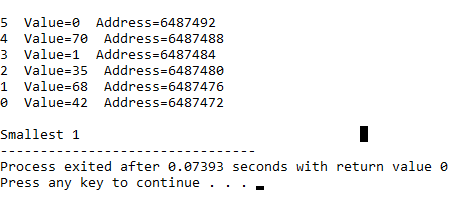 5  Value=0  Address=6487492
4  Value=70  Address=6487488
3  Value=1  Address=6487484
2  Value=35  Address=6487480
1  Value=68  Address=6487476
0  Value=42  Address=6487472
Smallest 1
--------------------------------
Process exited after 0.07393 seconds with return value 0
Press any key to continue . . .